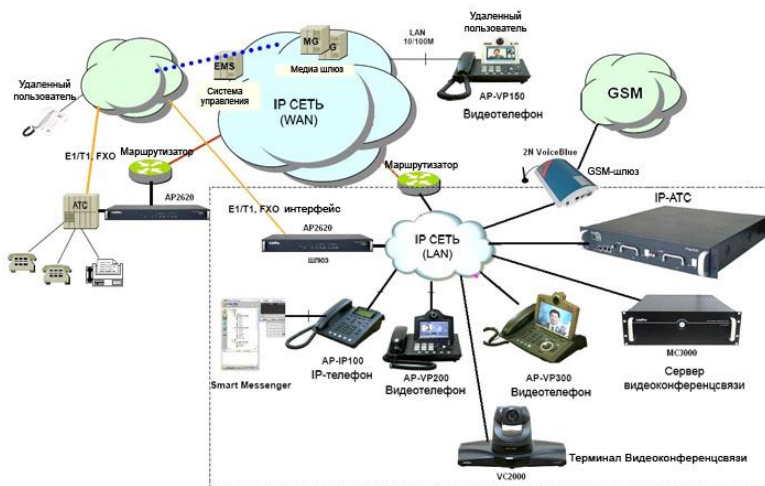 LAN
10/100M
Удаленный
пользователь
MG
G
EMS
Медиа шлюз
Система
управления
IP СЕТЬ
(WAN)
AP-VP150
Видеотелефон
GSM
Удаленный
пользователь
E1/T1, FXO
Маршрутизатор
Маршрутизатор
2N VoiceBlue
GSM-шлюз
АТС
AP2620
E1/T1, FXO интерфейс
AP2620
шлюз
IP СЕТЬ
(LAN)
IP-АТС
Smart Messenger
AP-IP100
IP-телефон
AP-VP200
Видеотелефон
AP-VP300
Видеотелефон
MC3000
Сервер
видеоконференцсвязи
VC2000
Терминал Видеоконференцсвязи